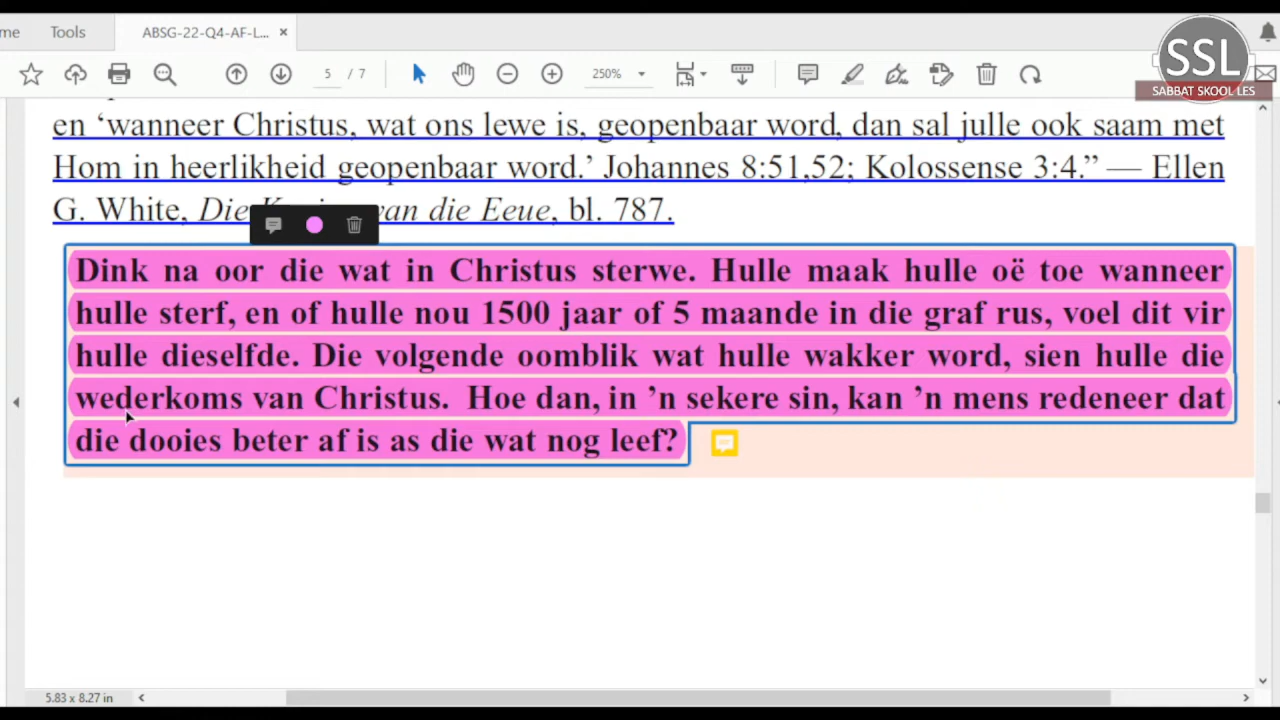 me Tools ABSG-22-Q4-AF-L... ×
SSL
SABBAT SKOOL LES
5 / 7 250%
en ‘wanneer Christus, wat ons lewe is, geopenbaar word, dan sal julle ook saam met
Hom in heerlikheid geopenbaar word.’ Johannes 8:51,52; Kolossense 3:4.” — Ellen
G. White, Die van die Eeue, bl. 787.
Dink na oor die wat in Christus sterwe. Hulle maak hulle oë toe wanneer
hulle sterf, en of hulle nou 1500 jaar of 5 maande in die graf rus, voel dit vir
hulle dieselfde. Die volgende oomblik wat hulle wakker word, sien hulle die
wederkoms van Christus. Hoe dan, in ’n sekere sin, kan ’n mens redeneer dat
die dooies beter af is as die wat nog leef?
5.83 x 8.27 in